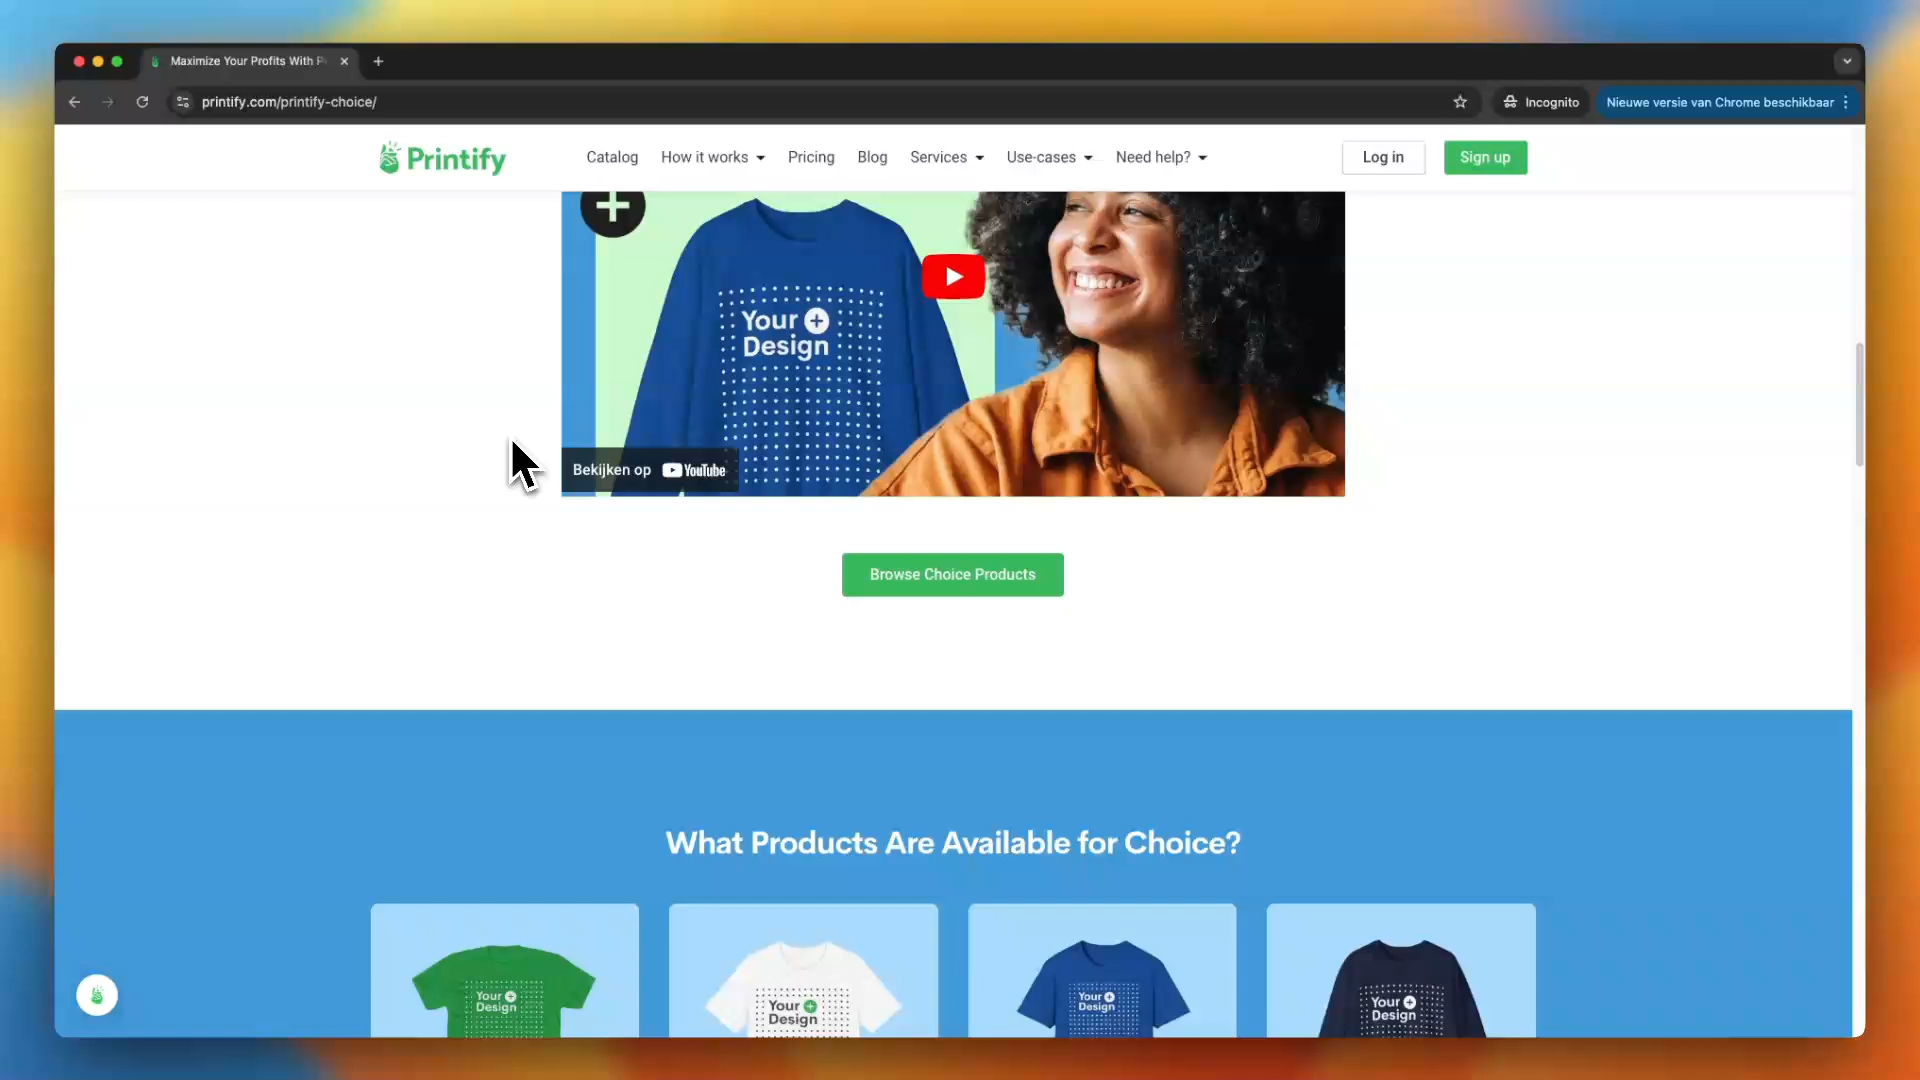 Maximize Your Profits With P
printify.com/printify-choice/
Incognito
Nieuwe versie van Chrome beschikbaar
Printify
Catalog
How it works
Pricing
Blog
Services
Use-cases
Need help?
Log in
Sign up
Your
Design
Bekijken op YouTube
Browse Choice Products
What Products Are Available for Choice?
Your
Design
Your
Design
Your
Design
Your
Design